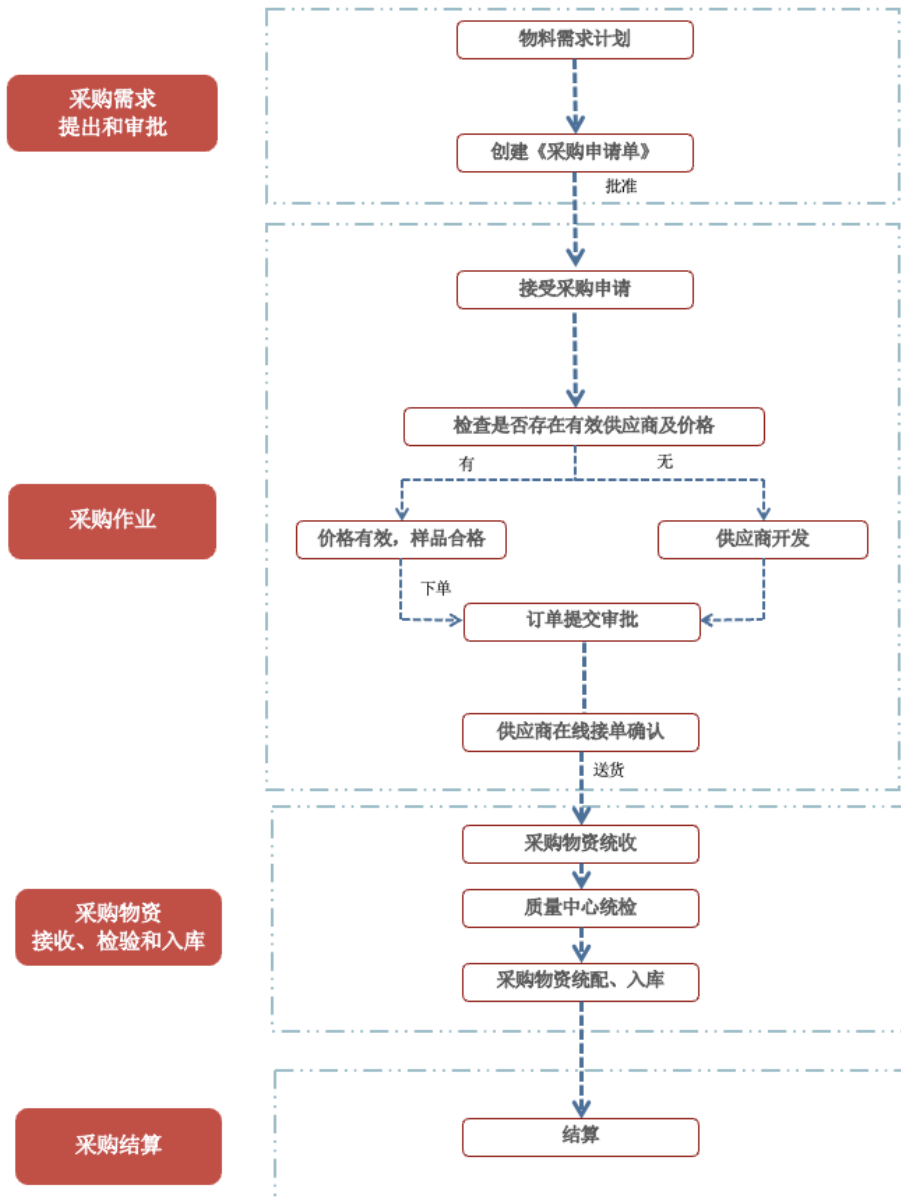 物料需求计划
采购需求
提出和审批
创建《采购申请单》
批准
接受采购申请
检查是否存在有效供应商及价格
有
无
采购作业
价格有效，样品合格
供应商开发
下单
订单提交审批
供应商在线接单确认
送货
采购物资统收
采购物资
接收、检验和入库
质量中心统检
采购物资统配、入库
采购结算
结算